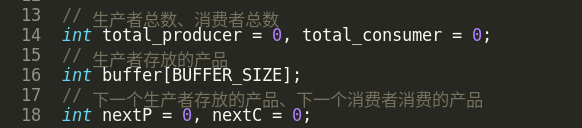 13 // 生产者总数、消费者总数
14 int total_producer = 0, total_consumer = 0;
15 // 生产者存放的产品
16 int buffer[BUFFER_SIZE];
17 // 下一个生产者存放的产品、下一个消费者消费的产品
18 int nextP = 0, nextC = 0;